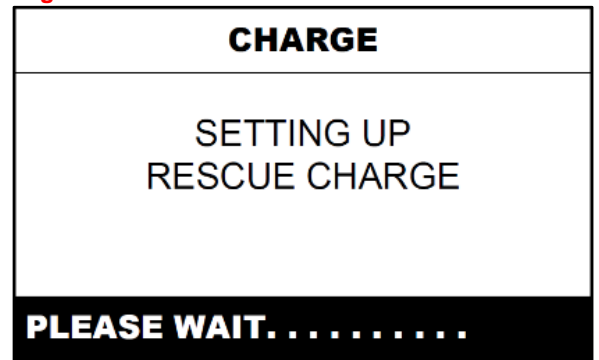 CHARGE
SETTING UP
RESCUE CHARGE
PLEASE WAIT. . . . . . . . . .